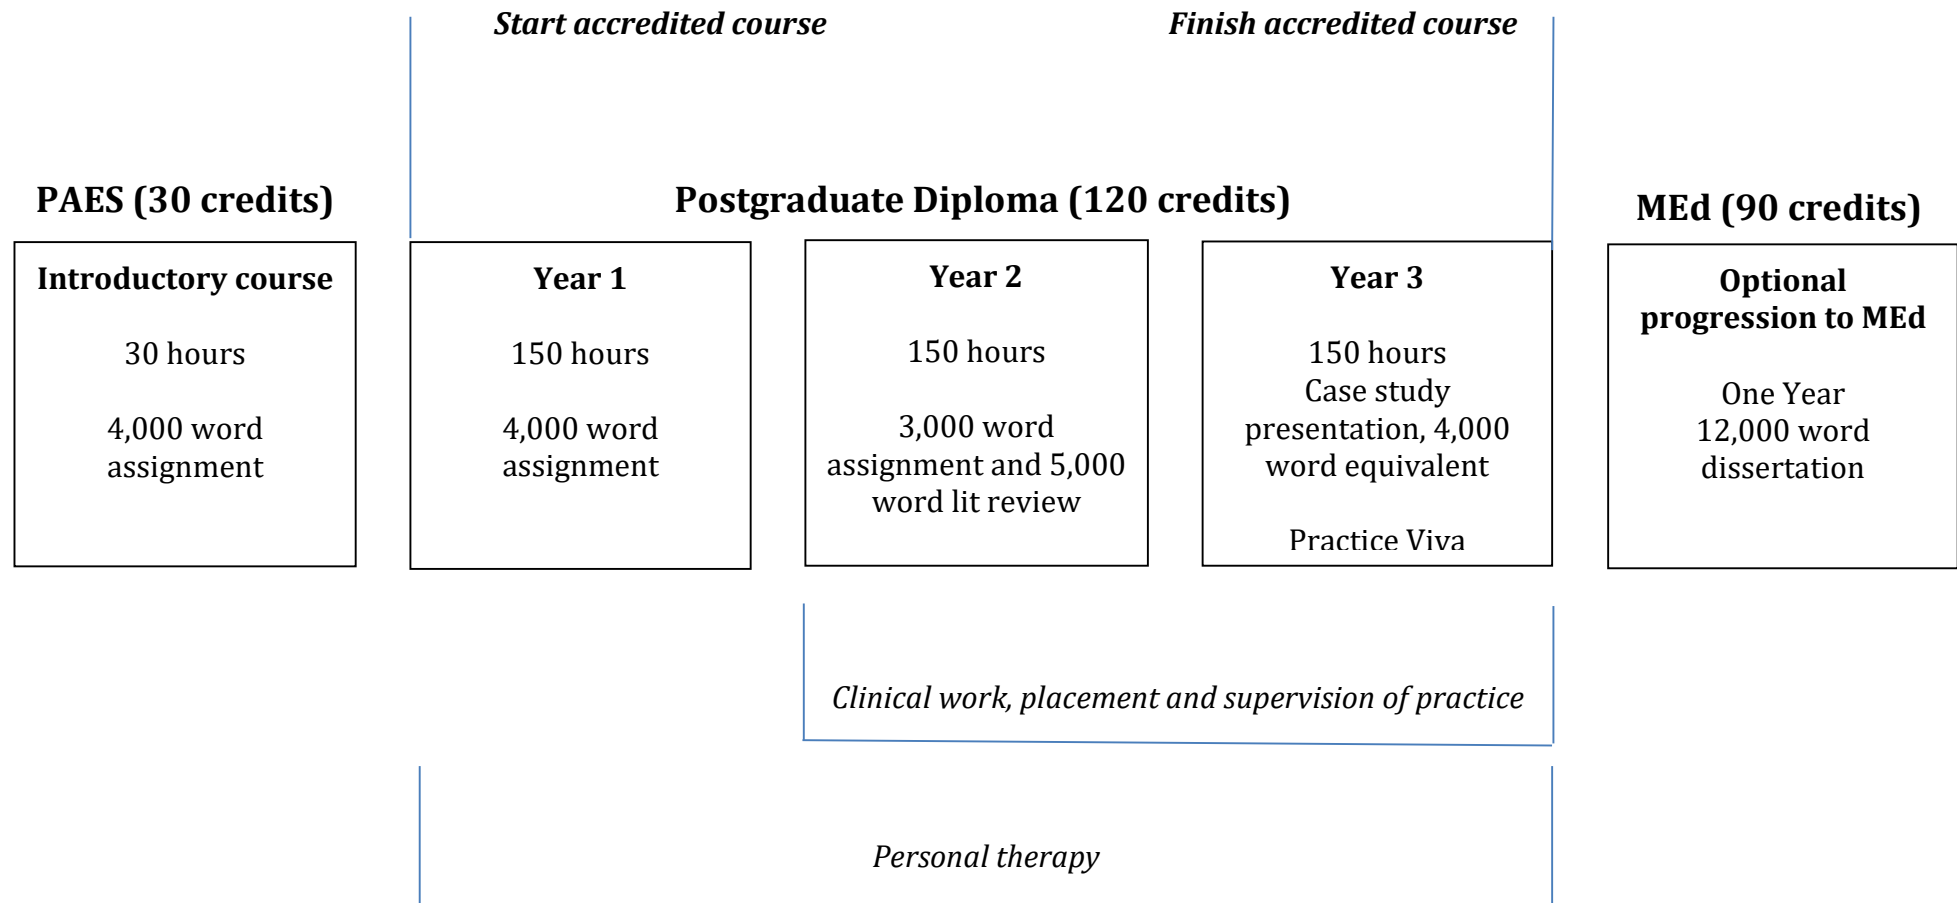 Start accredited course
Finish accredited course
PAES (30 credits)
Postgraduate Diploma (120 credits)
MEd (90 credits)
Introductory course
30 hours
4,000 word
assignment
Year 1
150 hours
4,000 word
assignment
Year 2
150 hours
3,000 word
assignment and 5,000
word lit review
Year 3
150 hours
Case study
presentation, 4,000
word equivalent
Practice Viva
Optional
progression to MEd
One Year
12,000 word
dissertation
Clinical work, placement and supervision of practice
Personal therapy